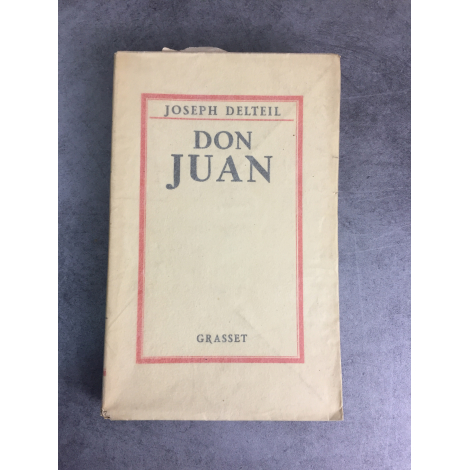 JOSEPH DELTEIL
DON
JUAN
GRASSET